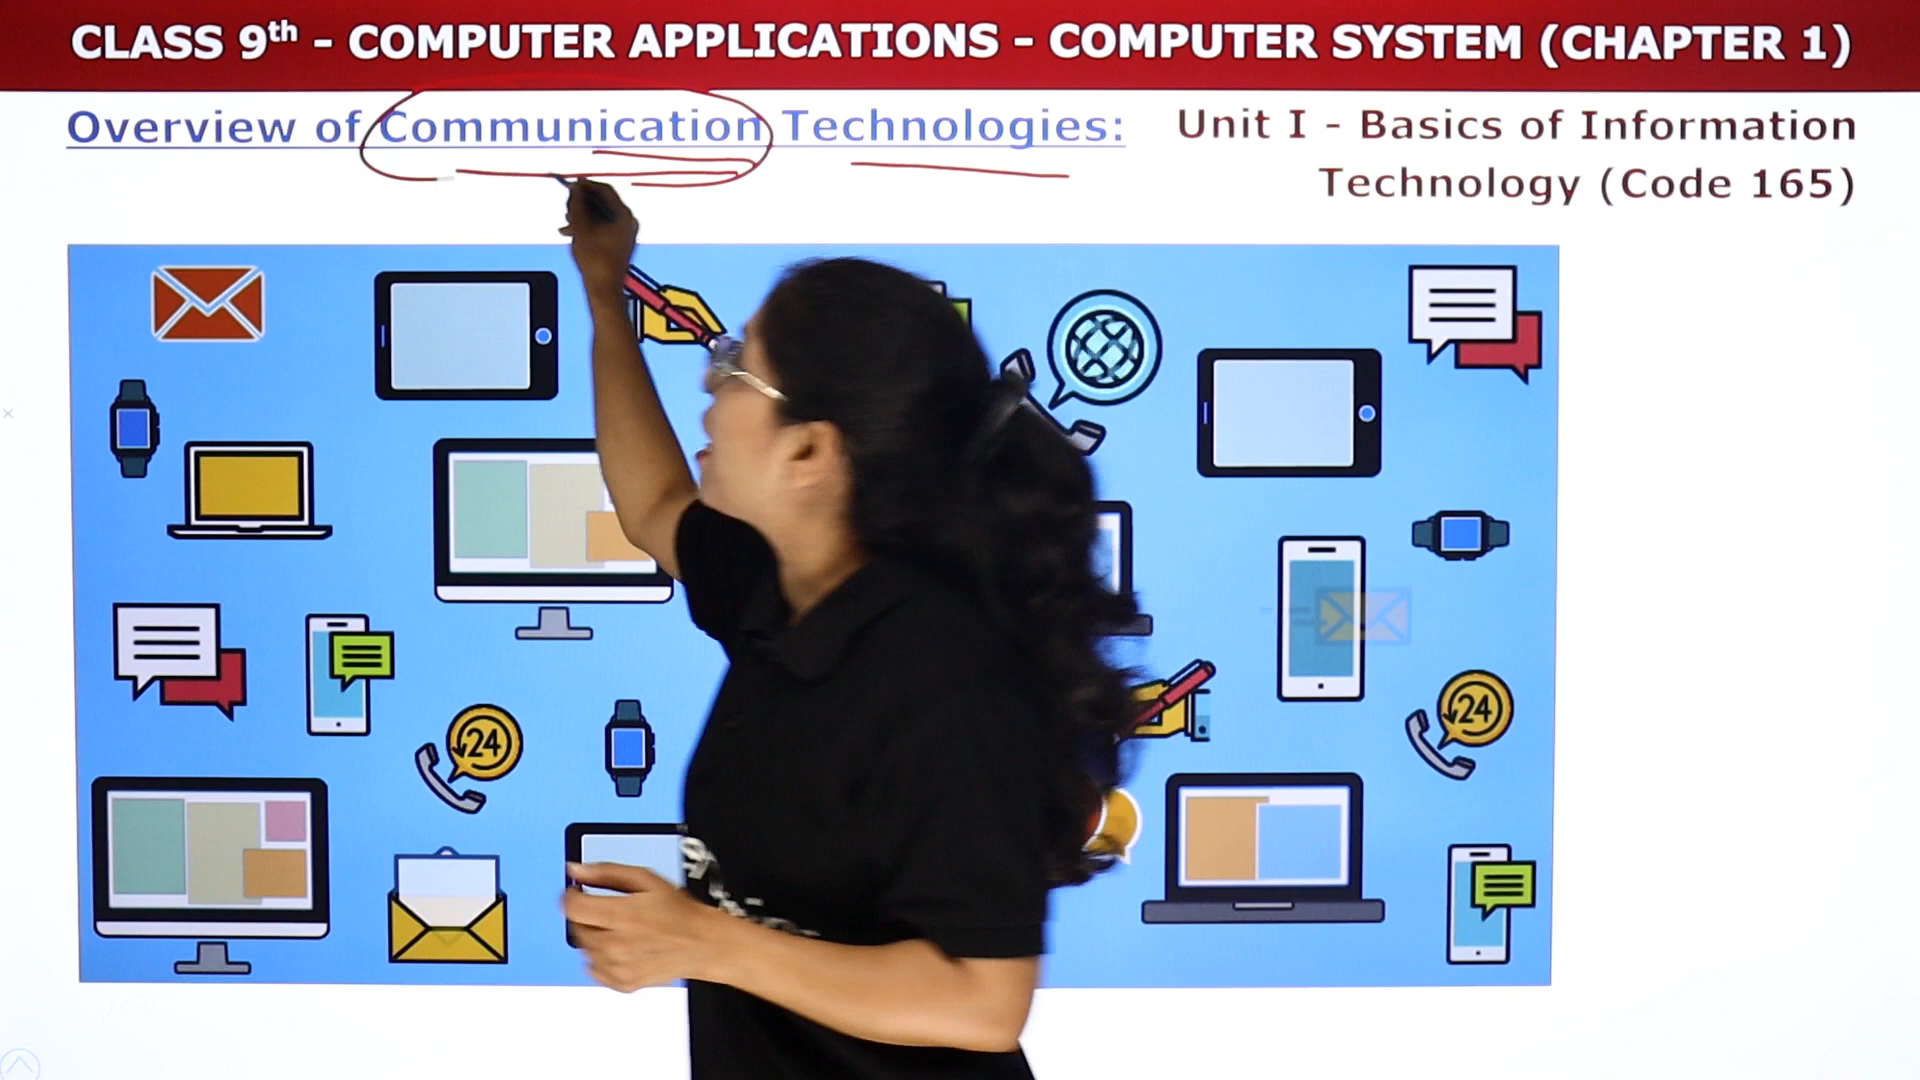 CLASS 9th - COMPUTER APPLICATIONS - COMPUTER SYSTEM (CHAPTER 1)
Overview of Communication Technologies:
Unit I - Basics of Information
Technology (Code 165)
24
24